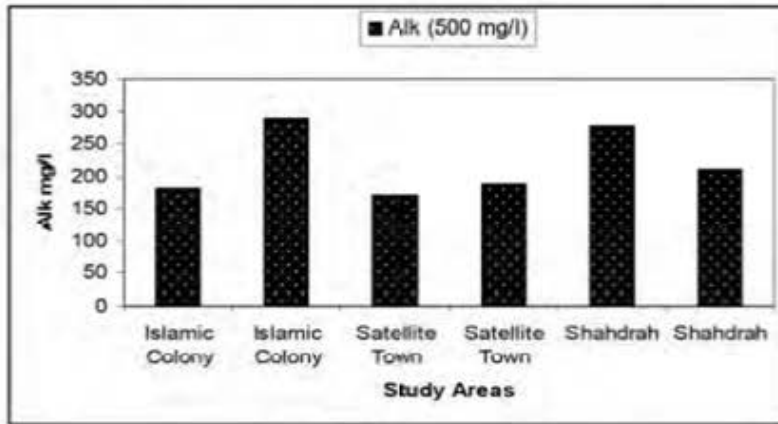 Alk (500 mg/l)
350
300
250
200
150
100
50
0
Alk mg/l
Islamic Colony
Islamic Colony
Satellite Town
Satellite Town
Shahdrah
Shahdrah
Study Areas